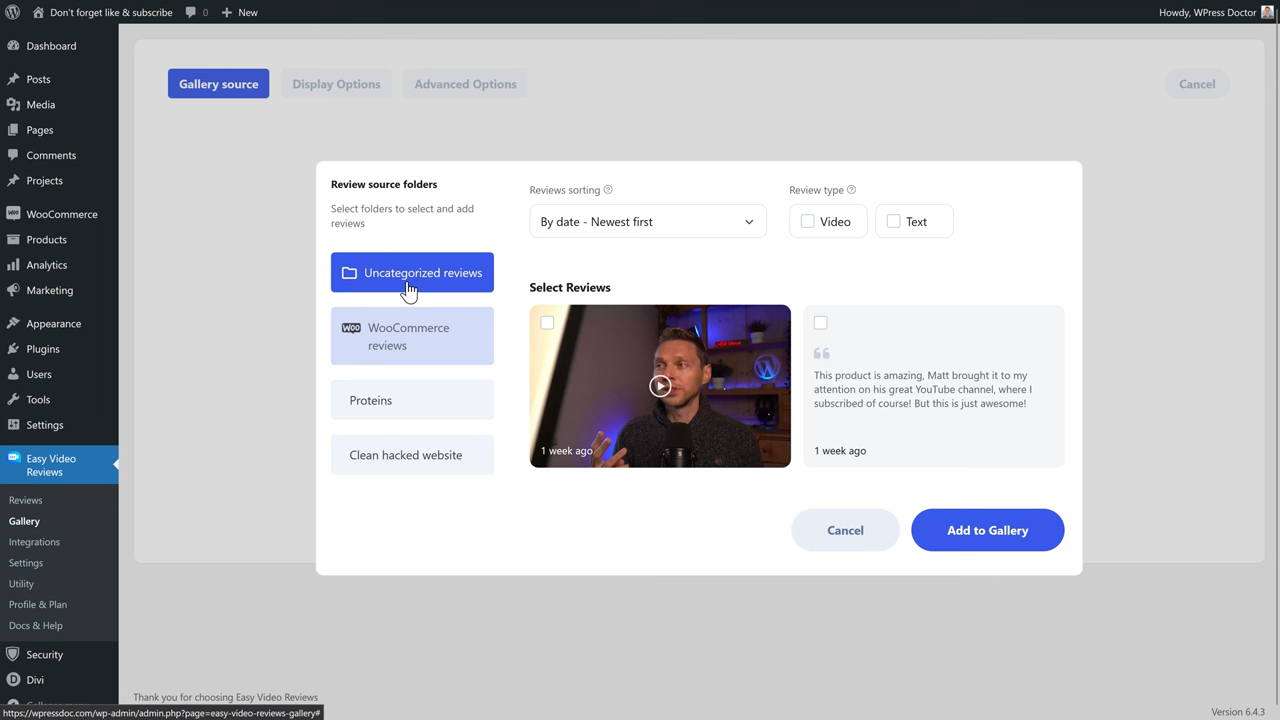 Don't forget like & subscribe
0
New
Howdy, WPress Doctor
Dashboard
Posts
Media
Pages
Comments
Projects
WooCommerce
Products
Analytics
Marketing
Appearance
Plugins
Users
Tools
Settings
Easy Video
Reviews
Reviews
Gallery
Integrations
Settings
Utility
Profile & Plan
Docs & Help
Security
Divi
https://wpressdoc.com/wp-admin/admin.php?page=easy-video-reviews-gallery#
Gallery source
Display Options
Advanced Options
Cancel
Review source folders
Select folders to select and add
reviews
Uncategorized reviews
WOO WooCommerce
reviews
Proteins
Clean hacked website
Reviews sorting
By date - Newest first
Review type
Video
Text
Select Reviews
1 week ago
This product is amazing, Matt brought it to my
attention on his great YouTube channel, where I
subscribed of course! But this is just awesome!
1 week ago
Cancel
Add to Gallery
Thank you for choosing Easy Video Reviews
Version 6.4.3